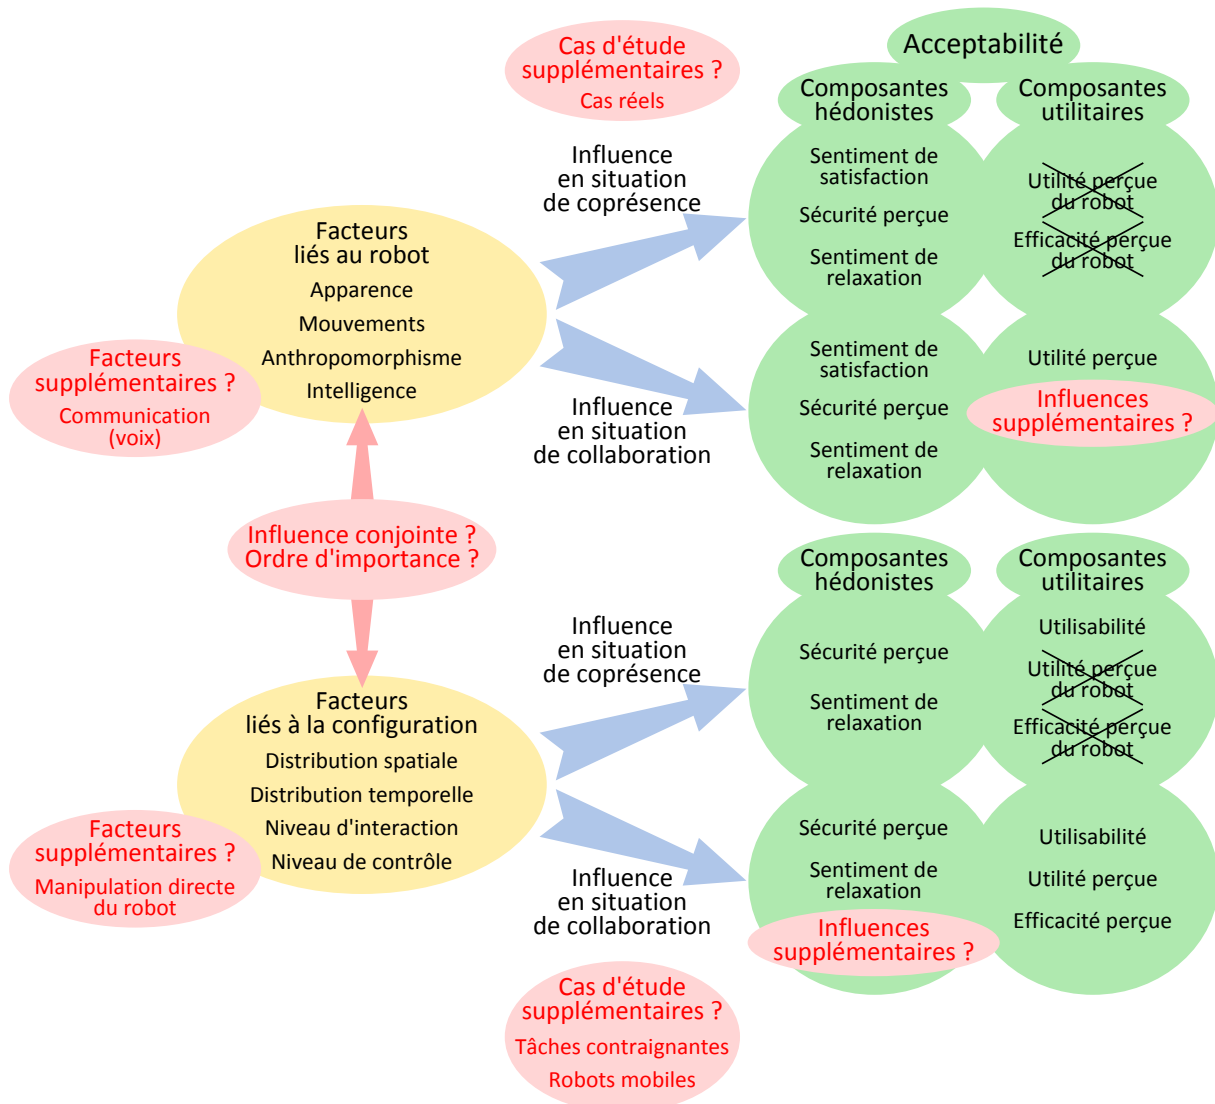 Cas d'étude
supplémentaires ?
Cas réels
Acceptabilité
Composantes
hédonistes
Composantes
utilitaires
Influence
en situation
de coprésence
Sentiment de
satisfaction
Sécurité perçue
Sentiment de
relaxation
Utilité perçue
du robot
Efficacité perçue
du robot
Facteurs
liés au robot
Apparence
Mouvements
Anthropomorphisme
Intelligence
Facteurs
supplémentaires ?
Communication
(voix)
Influence
en situation
de collaboration
Sentiment de
satisfaction
Sécurité perçue
Sentiment de
relaxation
Utilité perçue
Influences
supplémentaires ?
Influence conjointe ?
Ordre d'importance ?
Composantes
hédonistes
Composantes
utilitaires
Influence
en situation
de coprésence
Sécurité perçue
Sentiment de
relaxation
Utilisabilité
Utilité perçue
du robot
Efficacité perçue
du robot
Facteurs
liés à la configuration
Distribution spatiale
Distribution temporelle
Niveau d'interaction
Niveau de contrôle
Facteurs
supplémentaires ?
Manipulation directe
du robot
Influence
en situation
de collaboration
Sécurité perçue
Sentiment de
relaxation
Influences
supplémentaires ?
Utilisabilité
Utilité perçue
Efficacité perçue
Cas d'étude
supplémentaires ?
Tâches contraignantes
Robots mobiles